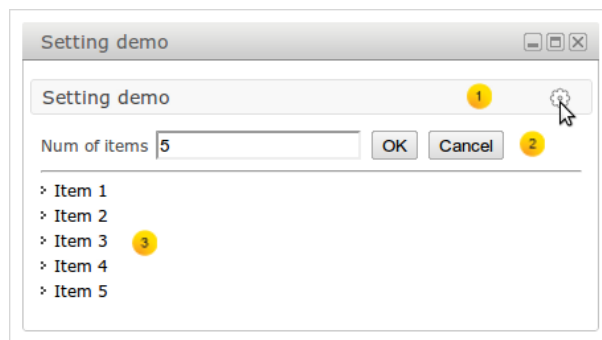 Setting demo
Setting demo 1
Num of items 5 OK Cancel 2
Item 1
Item 2
Item 3 3
Item 4
Item 5